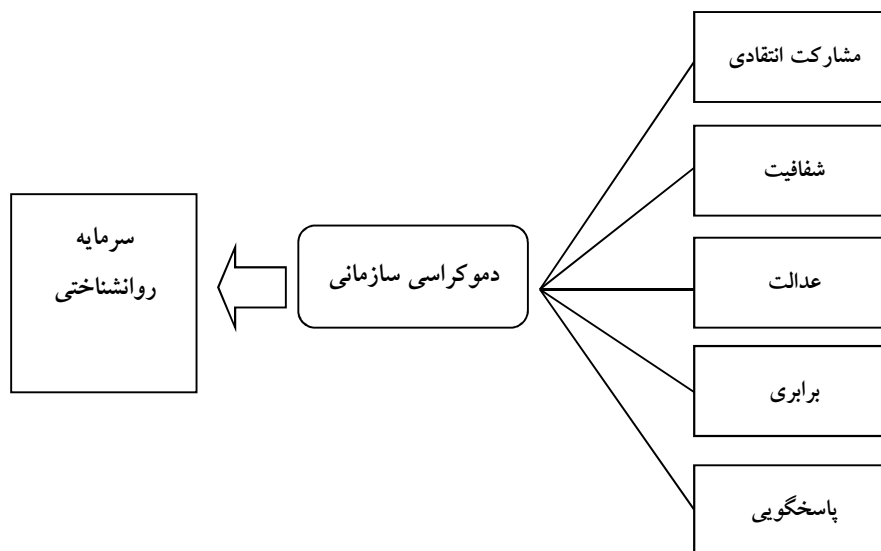 مشارکت انتقادی
شفافیت
عدالت
برابری
پاسخگویی
دموکراسی سازمانی
سرمایه
روانشناختی